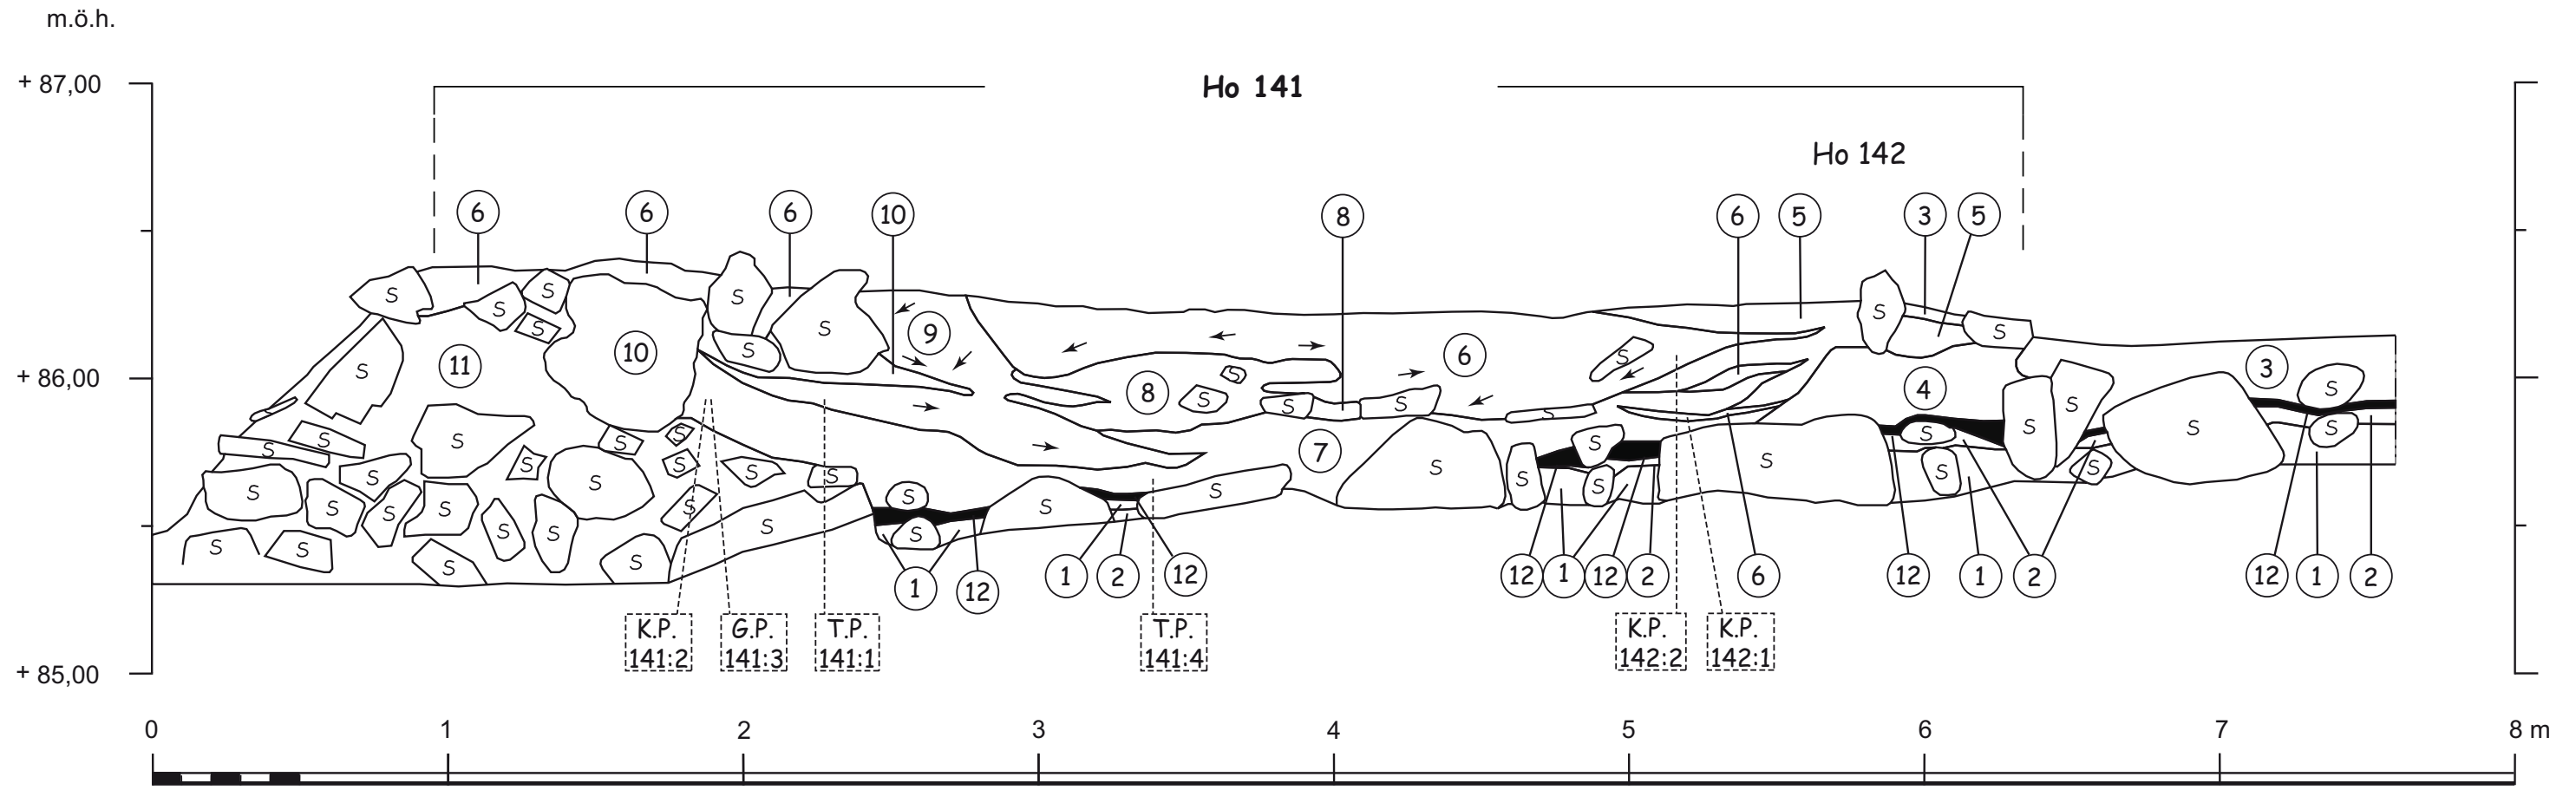 m.ö.h.
+ 87,00
Ho 141
Ho 142
6 6 6 10 8 6 5 3 5
S S S S S S
9
+ 86,00
11 10 8 6 4 3
S S S S S S S S S S S S S
7
S S S S S S S S S S S S S S S S S S S S S S
S S S S S S S S S S S S S S S
1 12 1 2 12 12 1 12 2 6 12 1 2 12 1 2
K.P. 141:2
G.P. 141:3
T.P. 141:1
T.P. 141:4
K.P. 142:2
K.P. 142:1
+ 85,00
0 1 2 3 4 5 6 7 8 m